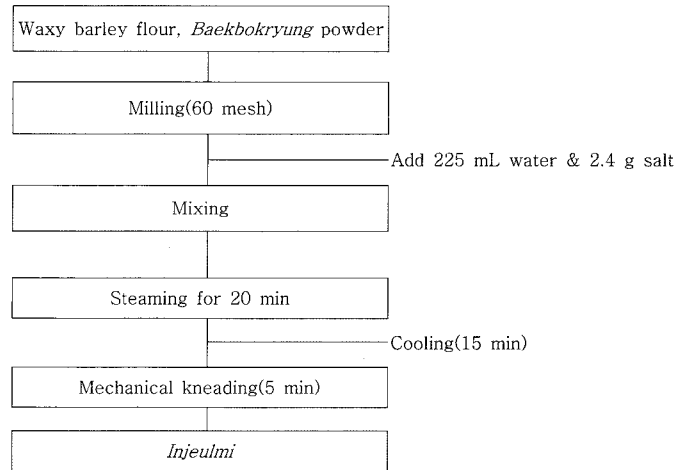 Waxy barley flour, Baekbokryung powder
Milling(60 mesh)
Add 225 mL water & 2.4 g salt
Mixing
Steaming for 20 min
Cooling(15 min)
Mechanical kneading(5 min)
Injeulmi